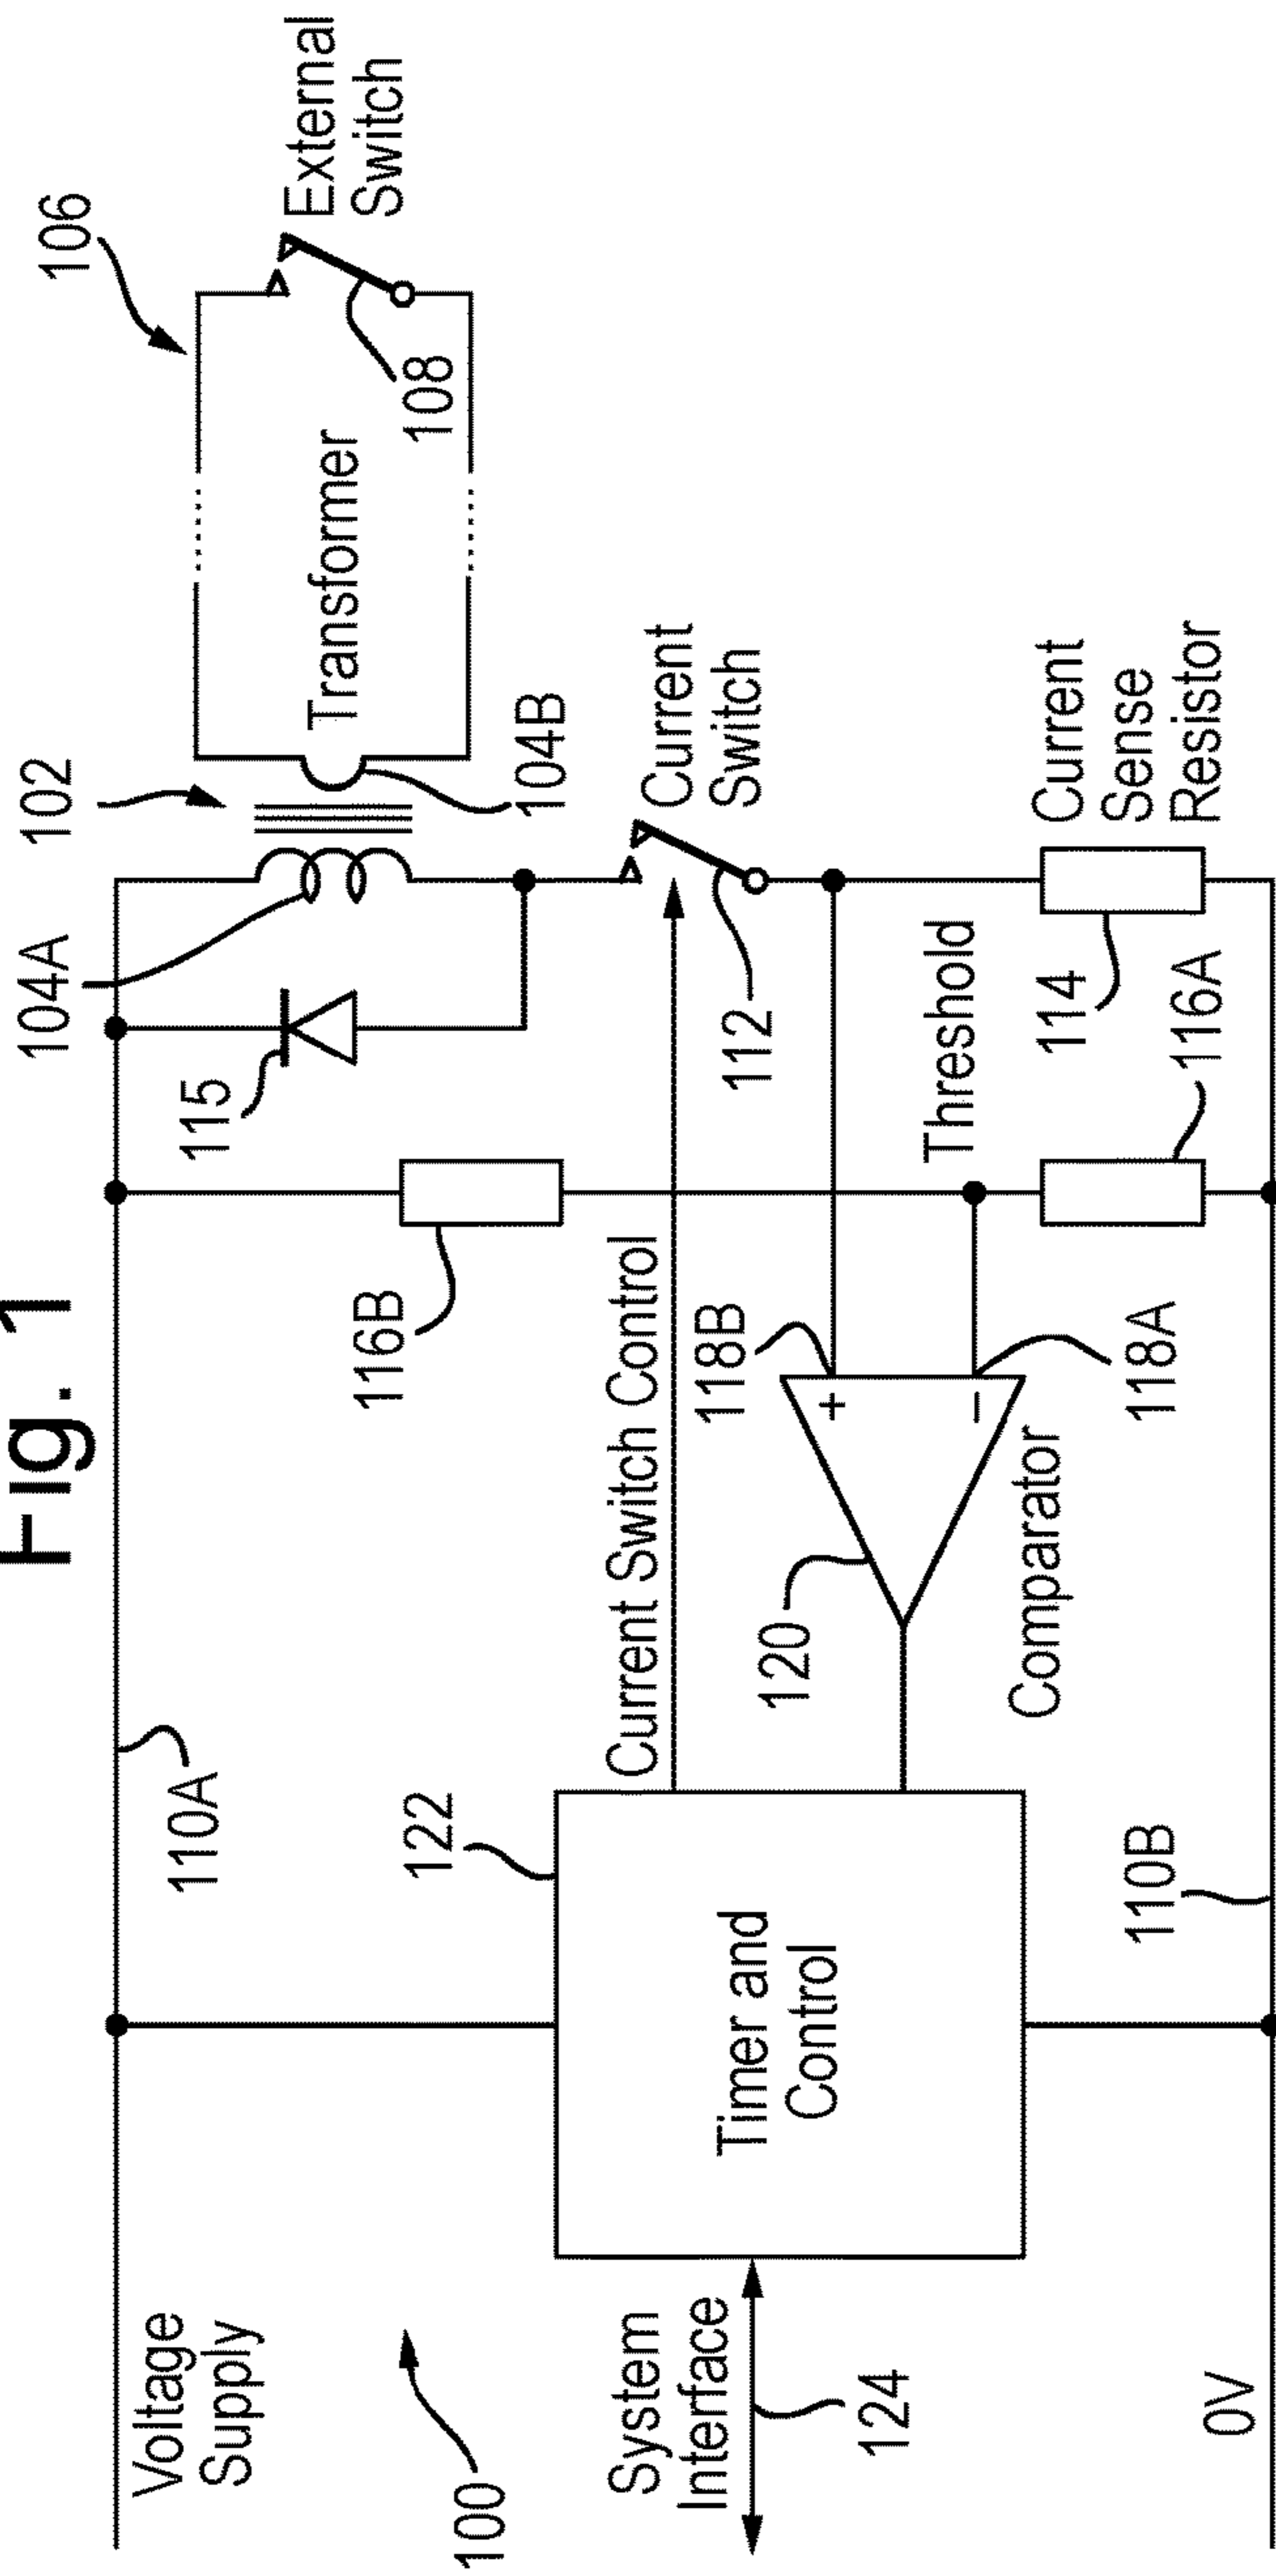 Fig. 1
Voltage
Supply
110A
115
104A
102
106
External
Switch
108
Transformer
104B
116B
100
122
Current Switch Control
Current
Switch
112
System
Interface
124
Timer and
Control
120
118B
+
−
118A
Comparator
Threshold
114
Current
Sense
Resistor
116A
110B
0V